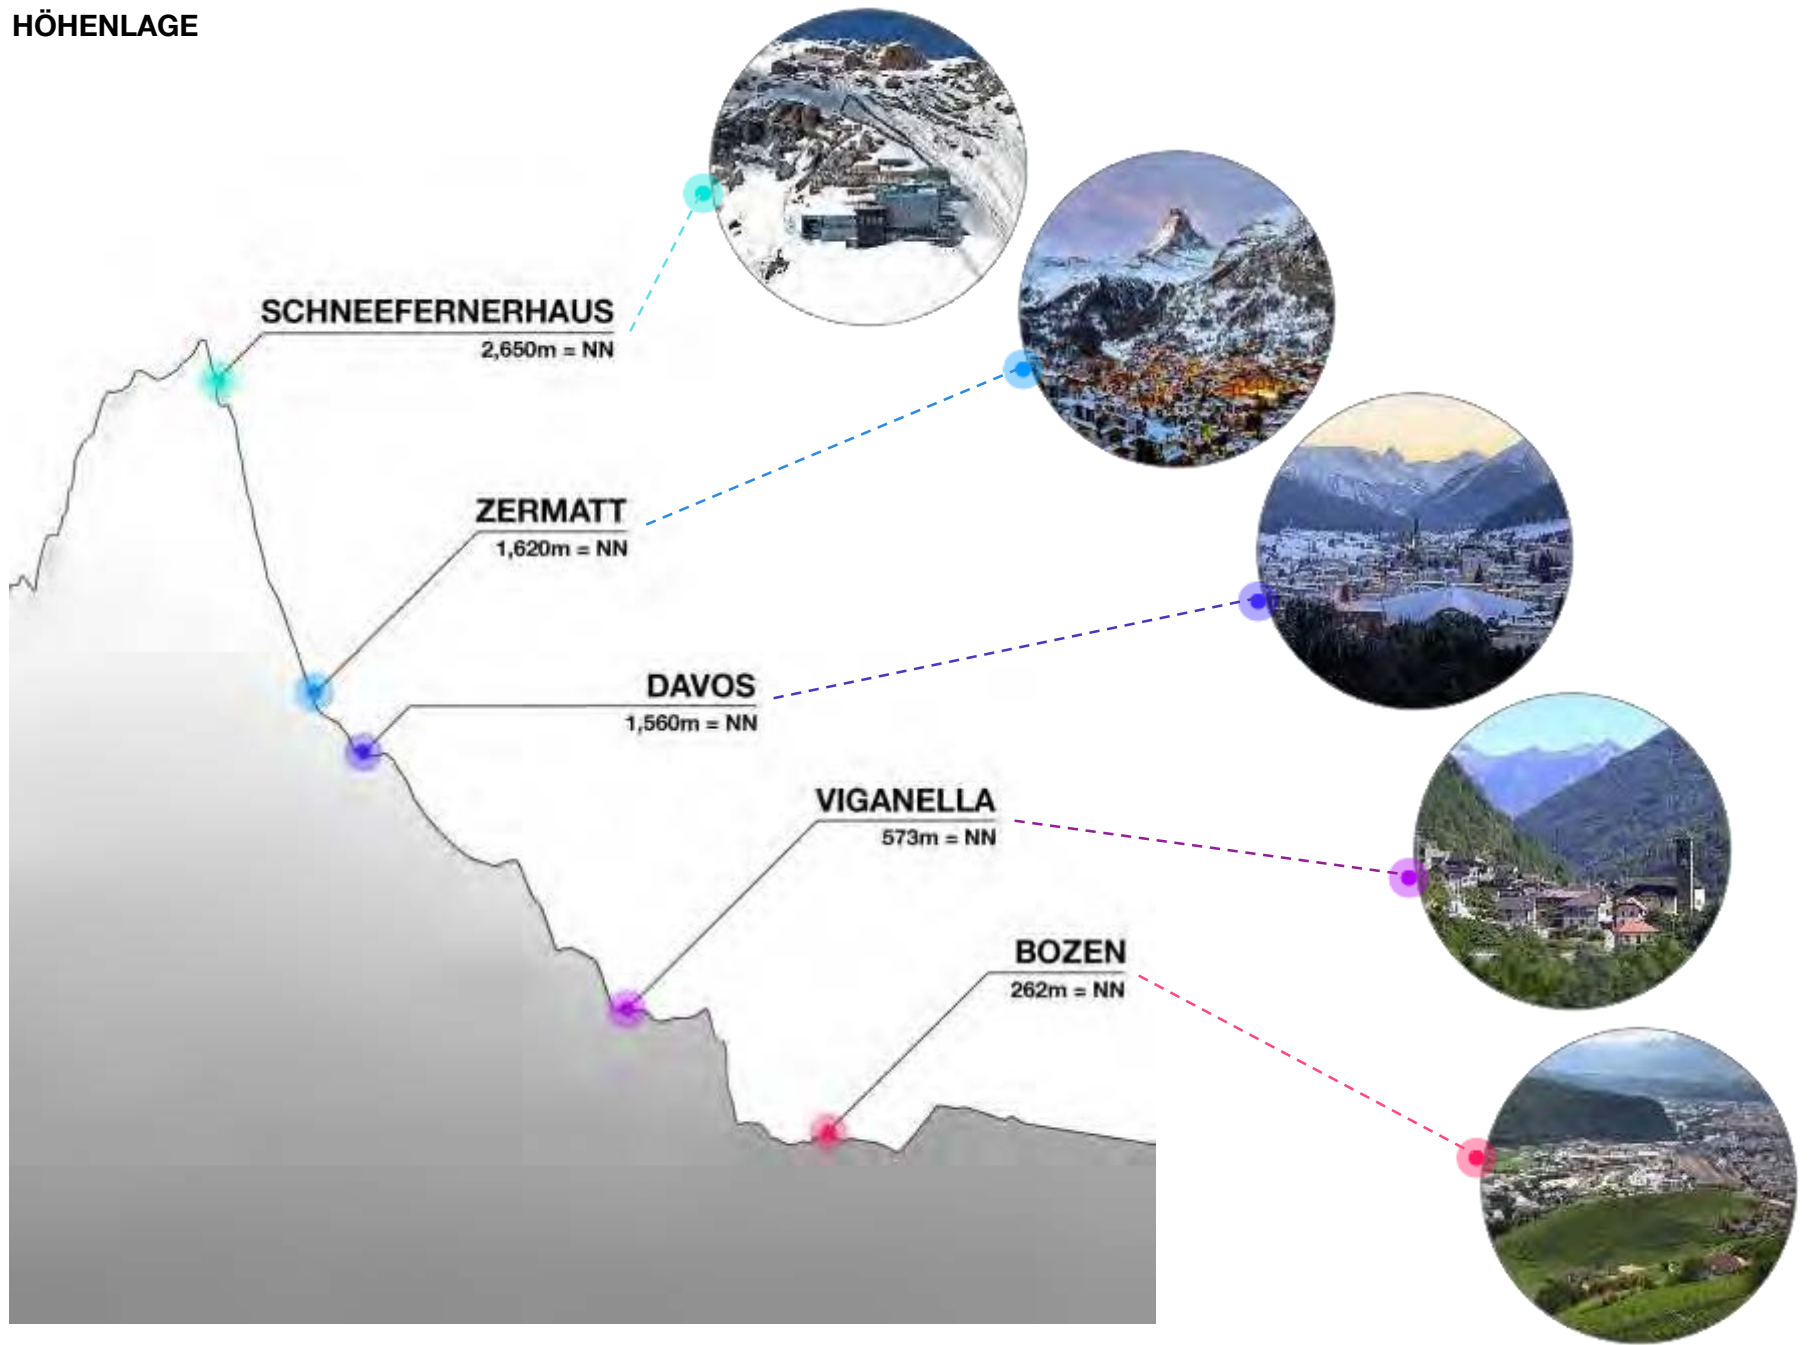 HÖHENLAGE
SCHNEEFERNERHAUS
2,650m = NN
ZERMATT
1,620m = NN
DAVOS
1,560m = NN
VIGANELLA
573m = NN
BOZEN
262m = NN